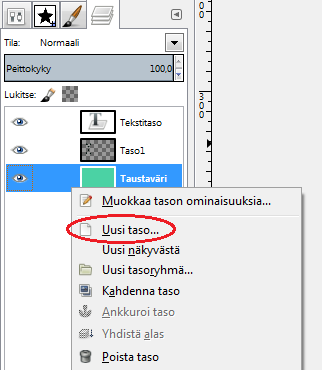 Tila: Normaali
Peittokyky 100,0
Lukitse:
Tekstitaso
Taso1
Taustaväri
Muokkaa tason ominaisuuksia...
Uusi taso...
Uusi näkyvästä
Uusi tasoryhmä...
Kahdenna taso
Ankkuroi taso
Yhdistä alas
Poista taso
300